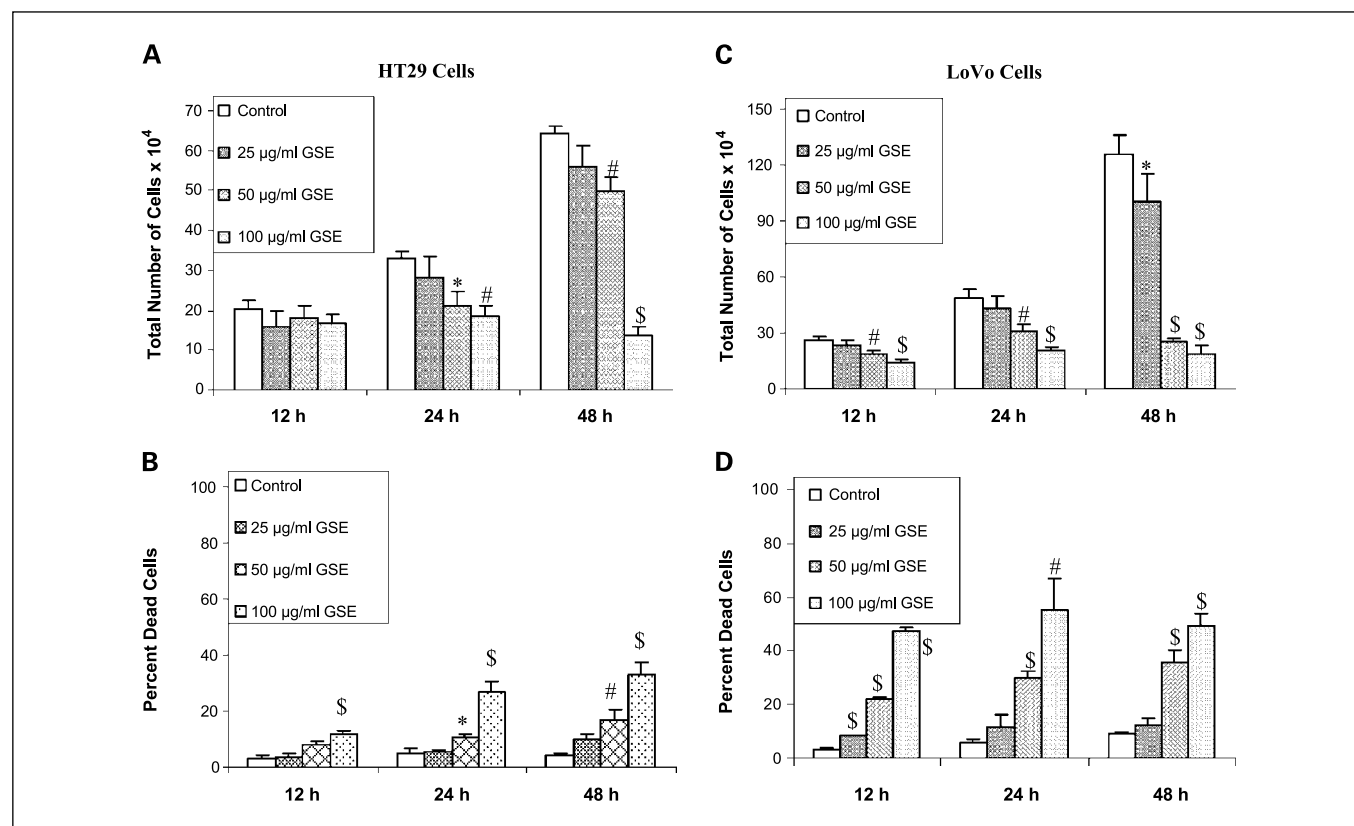 A
HT29 Cells
Total Number of Cells x 10⁴
70
60
50
40
30
20
10
0
Control
25 µg/ml GSE
50 µg/ml GSE
100 µg/ml GSE
* # # $
12 h 24 h 48 h
C
LoVo Cells
Total Number of Cells x 10⁴
150
120
90
60
30
0
Control
25 µg/ml GSE
50 µg/ml GSE
100 µg/ml GSE
# $ # $ * $ $
12 h 24 h 48 h
B
Percent Dead Cells
100
80
60
40
20
0
Control
25 µg/ml GSE
50 µg/ml GSE
100 µg/ml GSE
$ * $ # $
12 h 24 h 48 h
D
Percent Dead Cells
100
80
60
40
20
0
Control
25 µg/ml GSE
50 µg/ml GSE
100 µg/ml GSE
$ $ $ $ # $ $
12 h 24 h 48 h